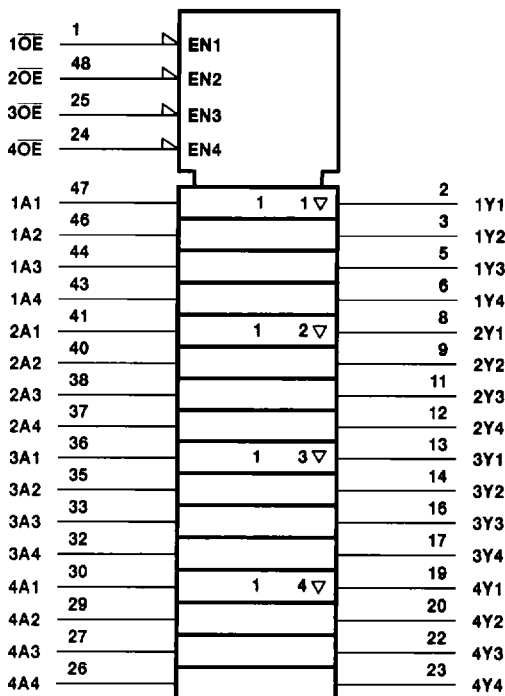 1O̅E̅ 1 EN1
2O̅E̅ 48 EN2
3O̅E̅ 25 EN3
4O̅E̅ 24 EN4
1A1 47 1 1 ▽ 2 1Y1
1A2 46 3 1Y2
1A3 44 5 1Y3
1A4 43 6 1Y4
2A1 41 1 2 ▽ 8 2Y1
2A2 40 9 2Y2
2A3 38 11 2Y3
2A4 37 12 2Y4
3A1 36 1 3 ▽ 13 3Y1
3A2 35 14 3Y2
3A3 33 16 3Y3
3A4 32 17 3Y4
4A1 30 1 4 ▽ 19 4Y1
4A2 29 20 4Y2
4A3 27 22 4Y3
4A4 26 23 4Y4